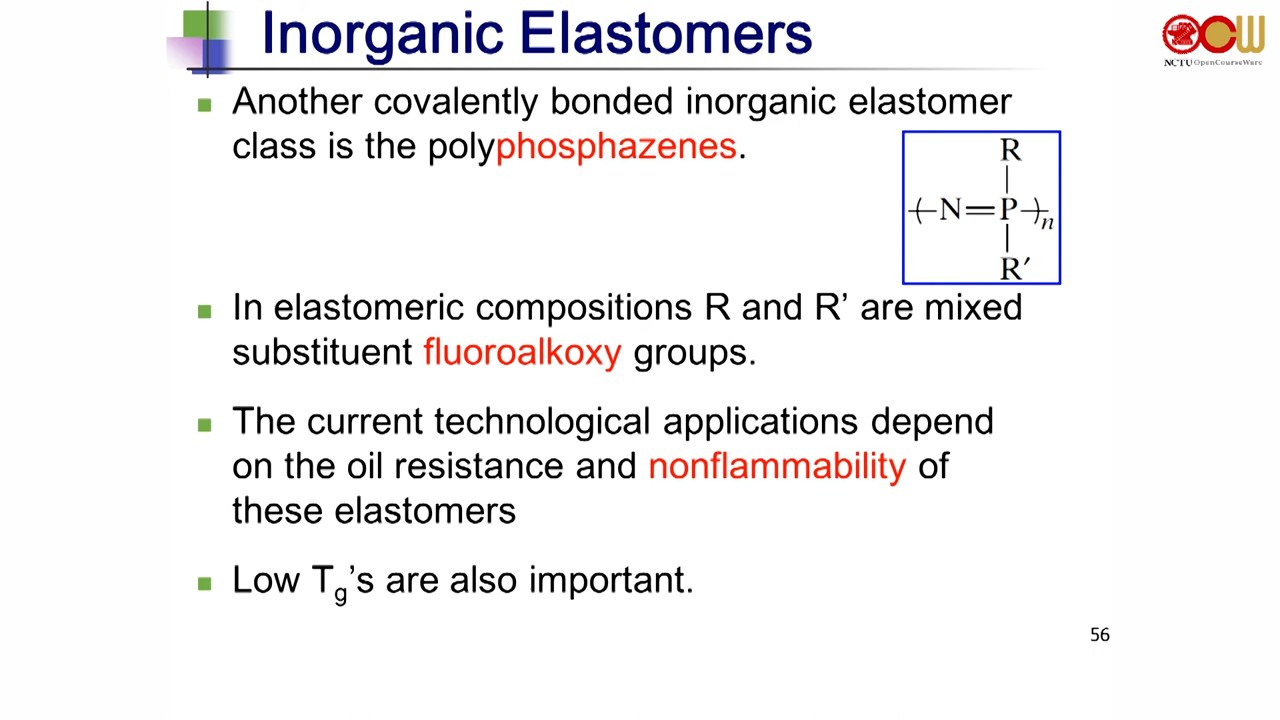 Inorganic Elastomers
OCW
NCTU OpenCourseWare
Another covalently bonded inorganic elastomer
class is the polyphosphazenes.
R
N=P n
R′
In elastomeric compositions R and R’ are mixed
substituent fluoroalkoxy groups.
The current technological applications depend
on the oil resistance and nonflammability of
these elastomers
Low Tg’s are also important.
56